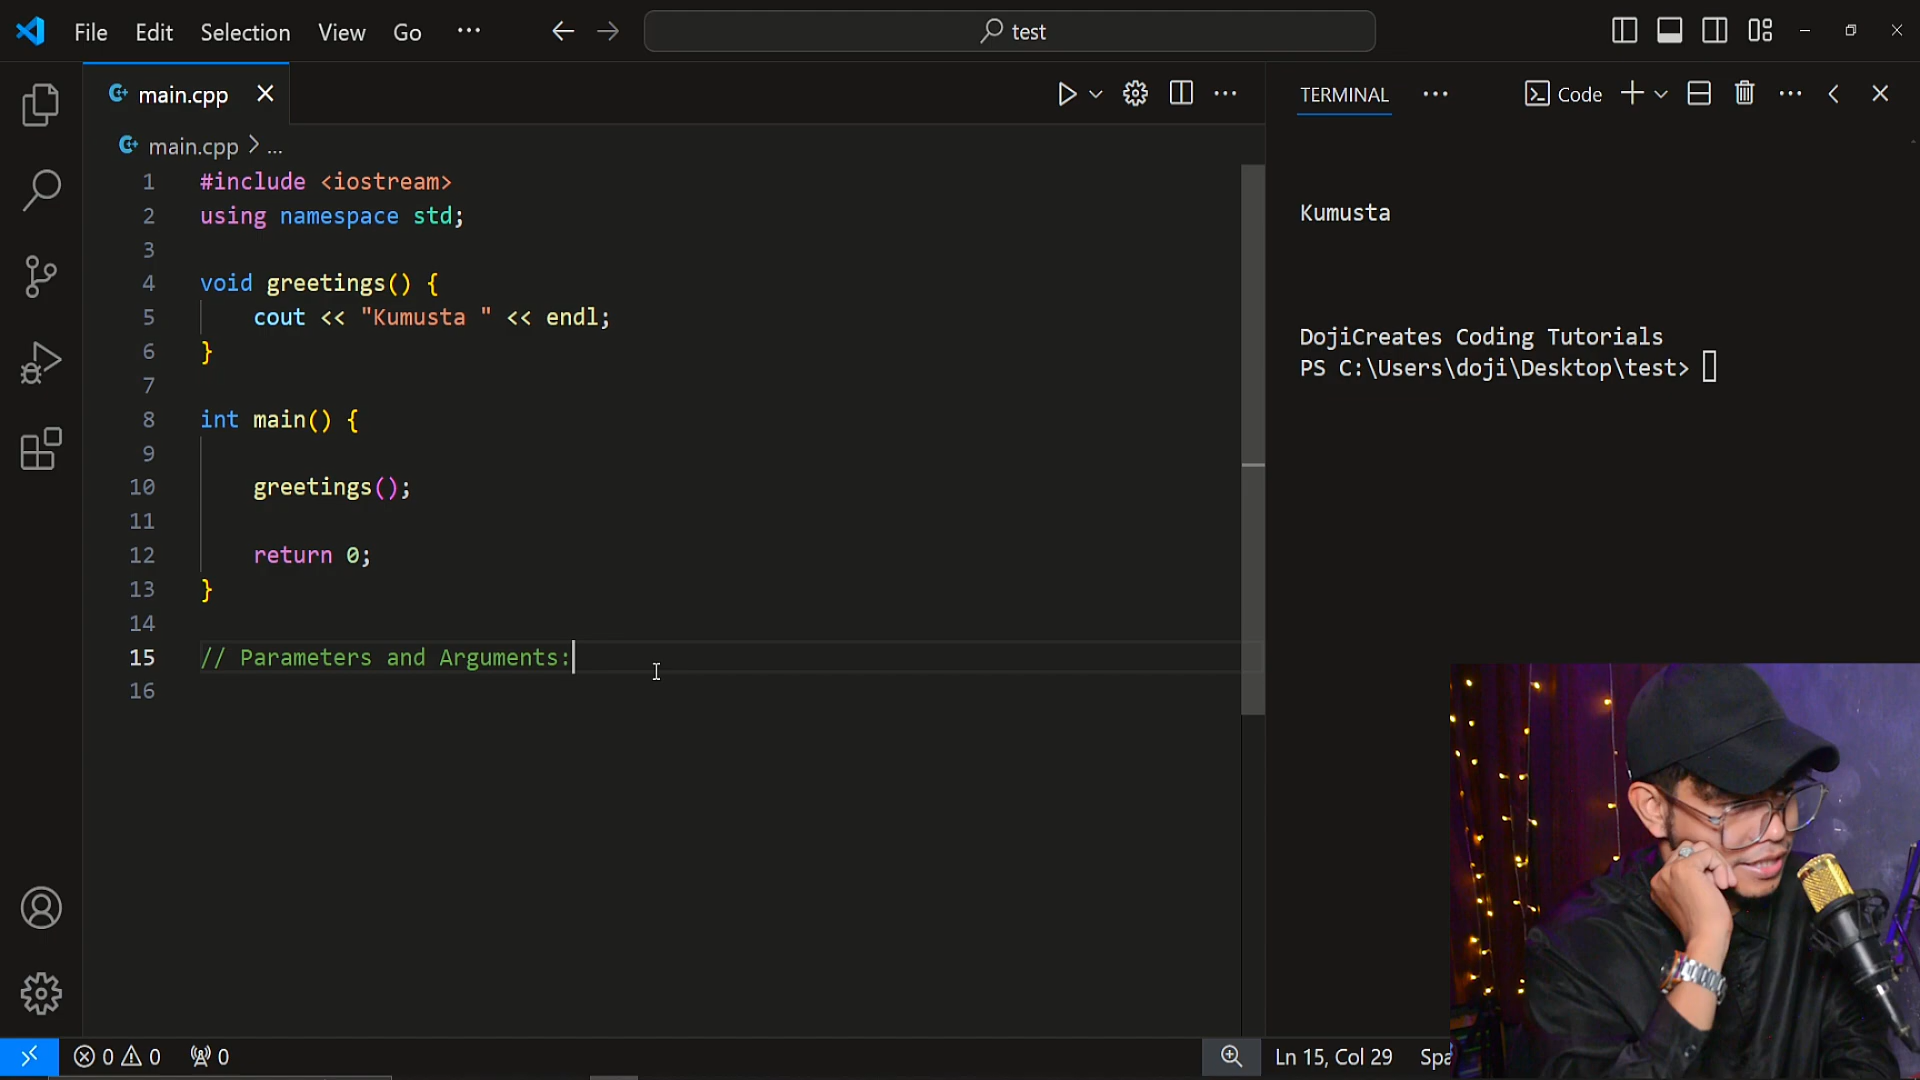 File Edit Selection View Go ··· test
main.cpp
TERMINAL ··· Code
main.cpp > ...
1 #include <iostream>
2 using namespace std;
3
4 void greetings() {
5 cout << "Kumusta " << endl;
6 }
7
8 int main() {
9
10 greetings();
11
12 return 0;
13 }
14
15 // Parameters and Arguments:
16
Kumusta
DojiCreates Coding Tutorials
PS C:\Users\doji\Desktop\test>
0 0 0 Ln 15, Col 29 Spa